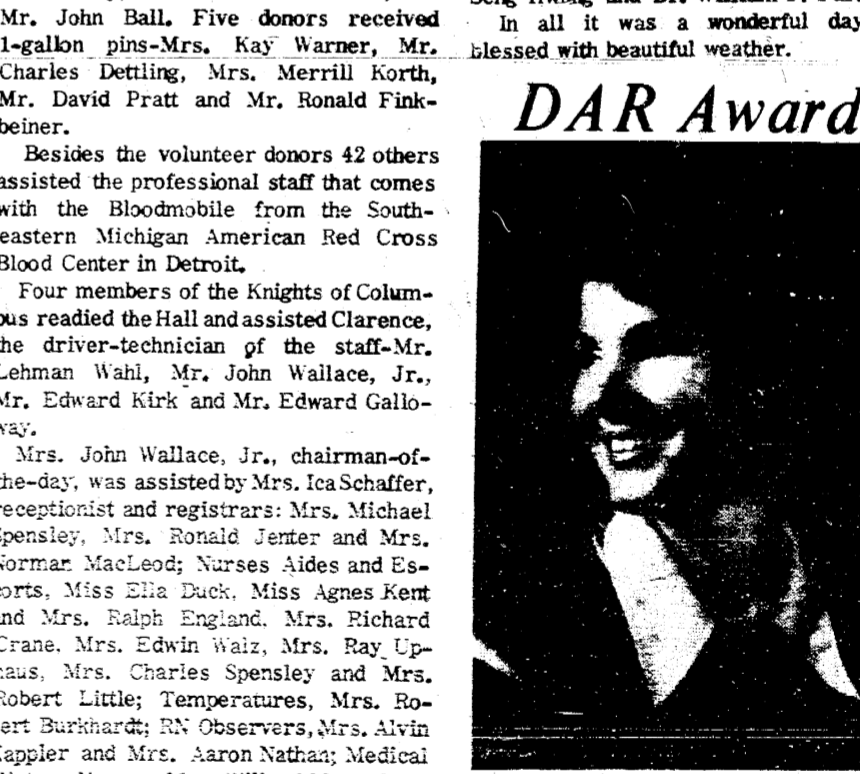 Mr. John Ball. Five donors received
1-gallon pins-Mrs. Kay Warner, Mr.
Charles Dettling, Mrs. Merrill Korth,
Mr. David Pratt and Mr. Ronald Fink-
beiner.
Besides the volunteer donors 42 others
assisted the professional staff that comes
with the Bloodmobile from the South-
eastern Michigan American Red Cross
Blood Center in Detroit.
Four members of the Knights of Colum-
bus readied the Hall and assisted Clarence,
the driver-technician of the staff-Mr.
Lehman Wahl, Mr. John Wallace, Jr.,
Mr. Edward Kirk and Mr. Edward Gallo-
way.
Mrs. John Wallace, Jr., chairman-of-
the-day, was assisted by Mrs. Ica Schaffer,
receptionist and registrars: Mrs. Michael
Spensley, Mrs. Ronald Jenter and Mrs.
Norman MacLeod; Nurses Aides and Es-
corts, Miss Ella Duck, Miss Agnes Kent
and Mrs. Ralph England, Mrs. Richard
Crane, Mrs. Edwin Walz, Mrs. Ray Up-
haus, Mrs. Charles Spensley and Mrs.
Robert Little; Temperatures, Mrs. Ro-
bert Burkhardt; RN Observers, Mrs. Alvin
Kappler and Mrs. Aaron Nathan; Medical
and Dr.
In all it was a wonderful day
blessed with beautiful weather.
DAR Award